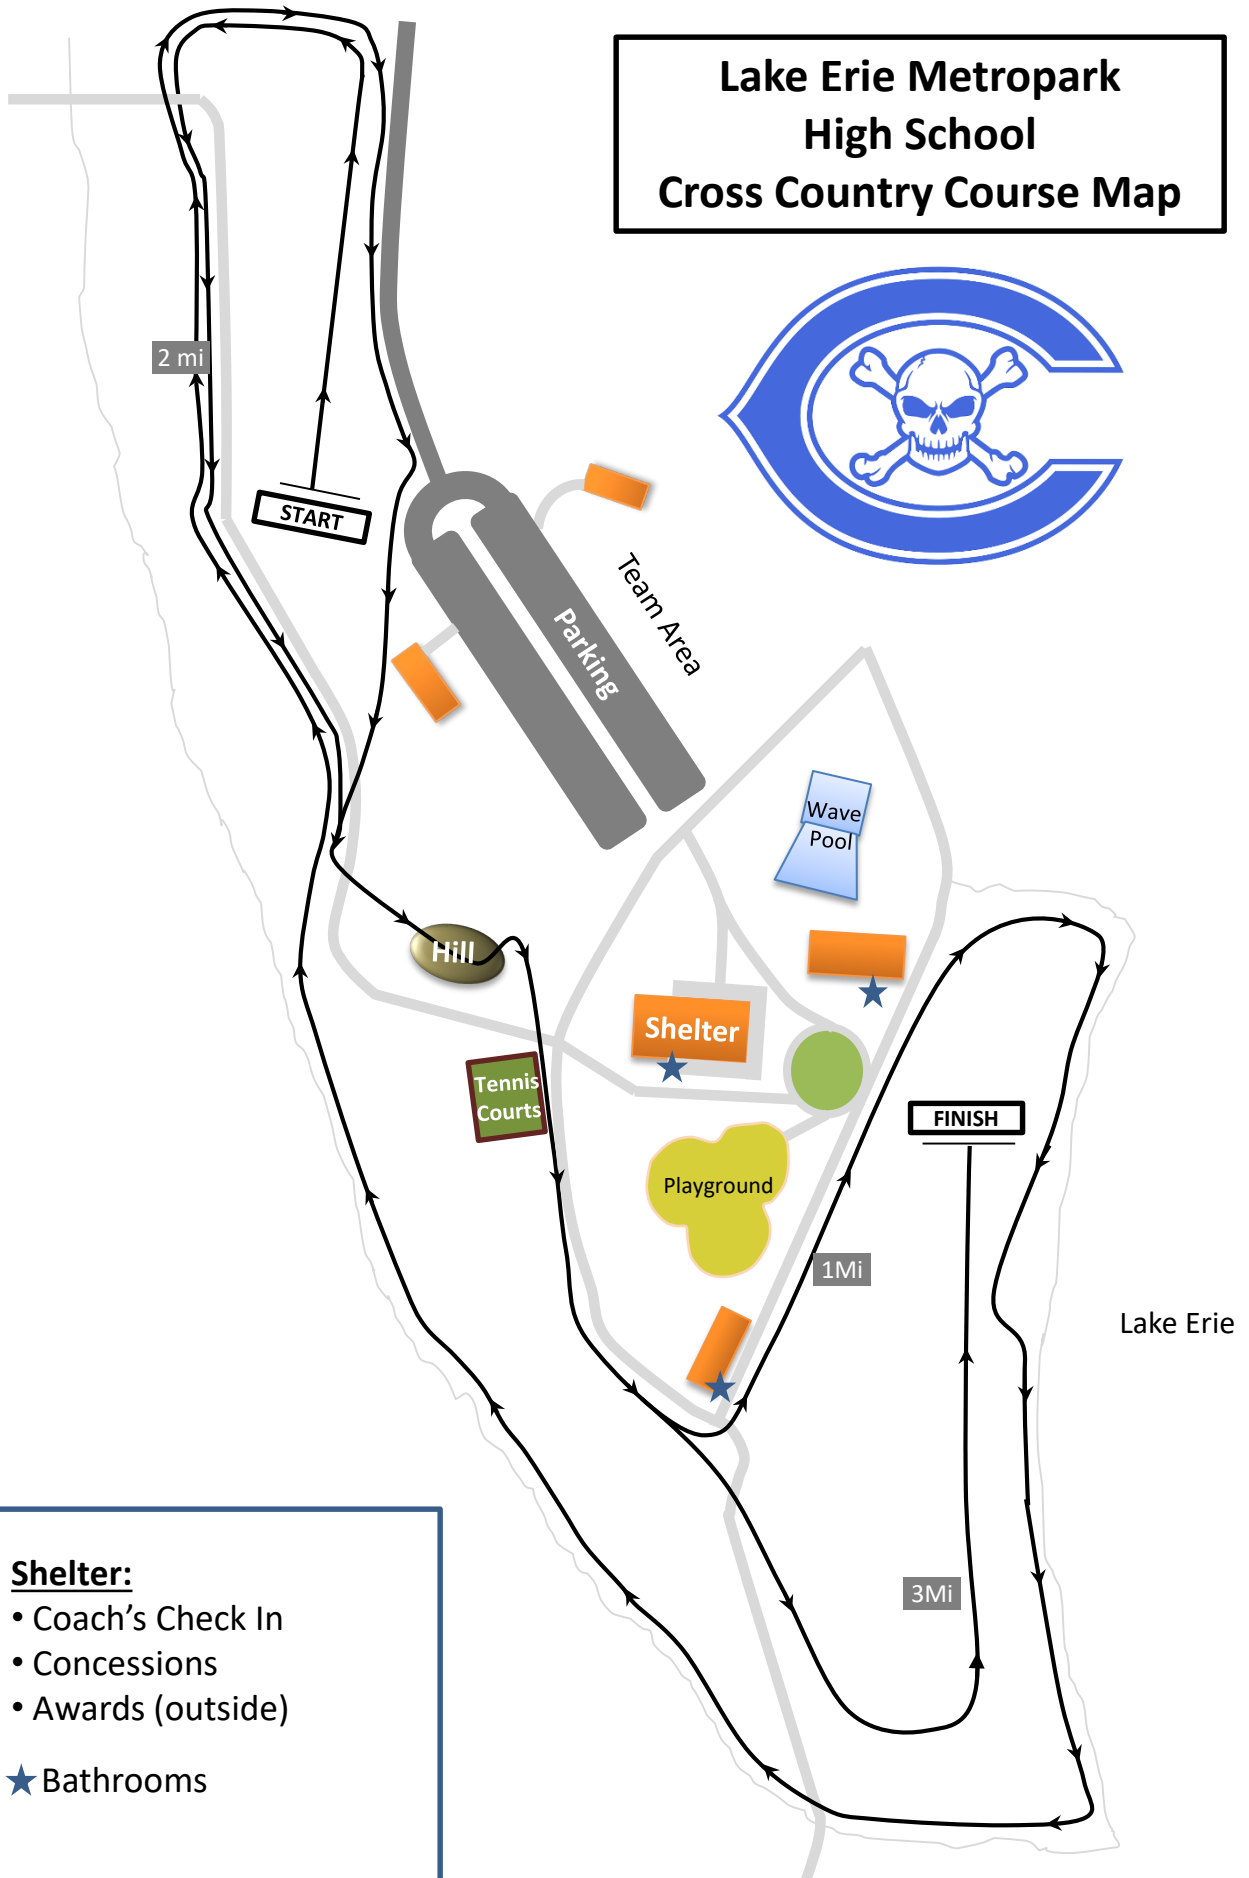 Lake Erie Metropark
High School
Cross Country Course Map
2 mi
START
Parking
Team Area
Wave
Pool
Hill
Shelter
Tennis
Courts
FINISH
Playground
1Mi
Lake Erie
3Mi
Shelter:
• Coach’s Check In
• Concessions
• Awards (outside)
Bathrooms